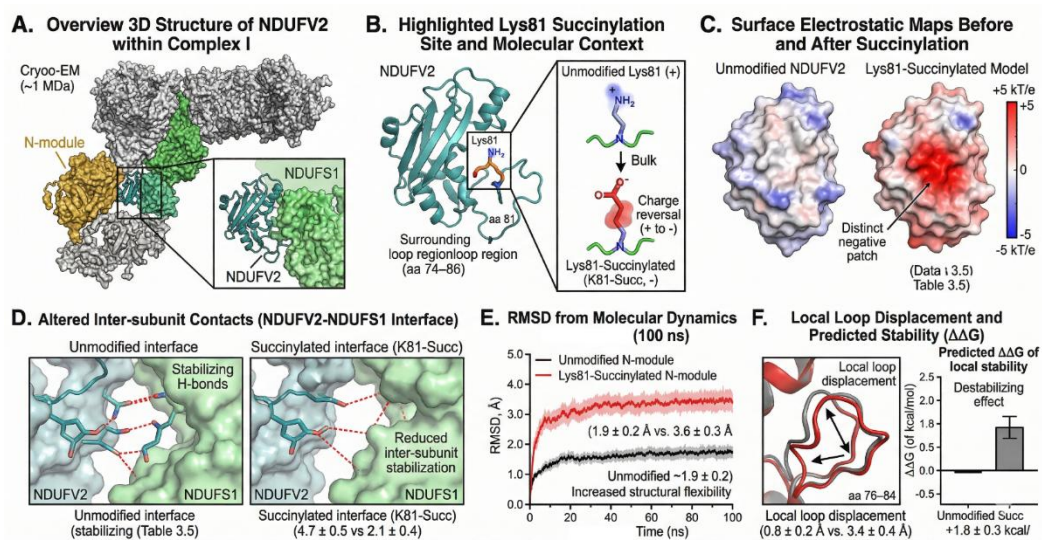 A. Overview 3D Structure of NDUFV2
within Complex I
Cryoo-EM
(~1 MDa)
N-module
NDUFS1
NDUFV2
B. Highlighted Lys81 Succinylation
Site and Molecular Context
NDUFV2
Lys81
NH₂
aa 81
Surrounding
loop regionloop region
(aa 74–86)
Unmodified Lys81 (+)
+
NH₂
N
Bulk
-
Charge
reversal
(+ to -)
N
Lys81-Succinylated
(K81-Succ, -)
C. Surface Electrostatic Maps Before
and After Succinylation
Unmodified NDUFV2
Lys81-Succinylated Model
+5 kT/e
0
-5 kT/e
Distinct
negative
patch
(Data 3.5)
Table 3.5)
D. Altered Inter-subunit Contacts (NDUFV2-NDUFS1 Interface)
Unmodified interface
Stabilizing
H-bonds
NDUFV2
NDUFS1
Unmodified interface
(stabilizing (Table 3.5)
Succinylated interface (K81-Succ)
Reduced
inter-subunit
stabilization
NDUFV2
NDUFS1
Succinylated interface (K81-Succ)
(4.7 ± 0.5 vs 2.1 ± 0.4)
E. RMSD from Molecular Dynamics
(100 ns)
Unmodified N-module
Lys81-Succinylated N-module
RMSD, Å
5.0
4.0
3.0
2.0
1.0
0.0
(1.9 ± 0.2 Å vs. 3.6 ± 0.3 Å)
Unmodified ~1.9 ± 0.2)
Increased structural flexibility
0 20 40 60 80 100
Time (ns)
F. Local Loop Displacement and
Predicted Stability (ΔΔG)
Local loop
displacement
aa 76–84
Local loop displacement
(0.8 ± 0.2 Å vs. 3.4 ± 0.4 Å)
Predicted ΔΔG of
local stability
Destabilizing
effect
ΔΔG (of kcal/mol)
1.8
1.2
0.0
-0.5
Unmodified Succ
+1.8 ± 0.3 kcal/